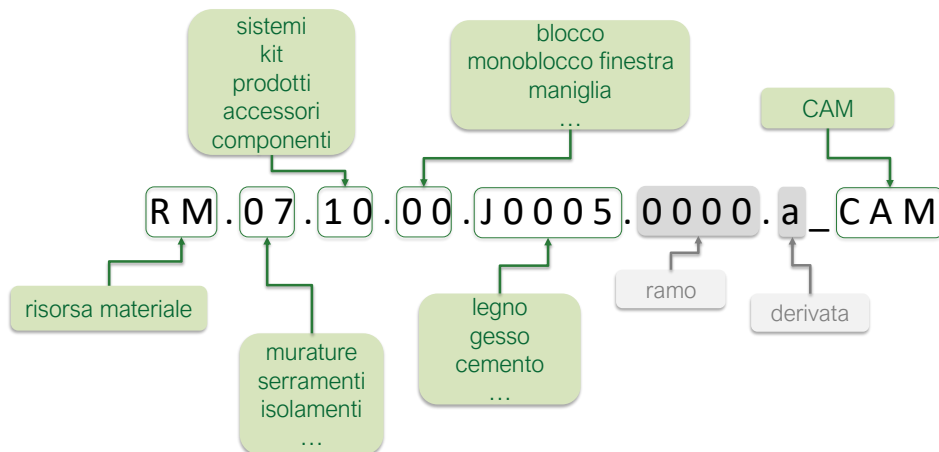 sistemi
kit
prodotti
accessori
componenti
blocco
monoblocco finestra
maniglia
...
CAM
RM.07.10.00.J0005.0000.a_CAM
risorsa materiale
murature
serramenti
isolamenti
...
legno
gesso
cemento
...
ramo
derivata